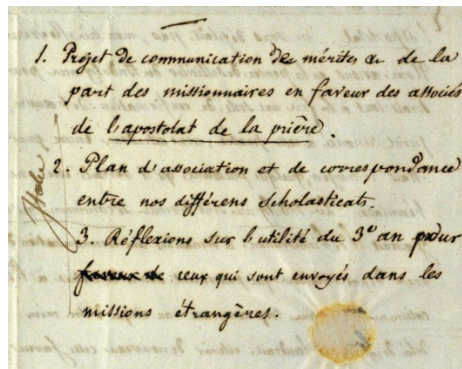 1. Projet de communication des mérites de la
part des missionnaires en faveur des associés
de l'apostolat de la prière.
2. Plan d'association et de correspondance
entre nos différens scholasticats.
3. Réflexions sur l'utilité du 3e an pour
ceux qui sont envoyés dans les
missions étrangères.